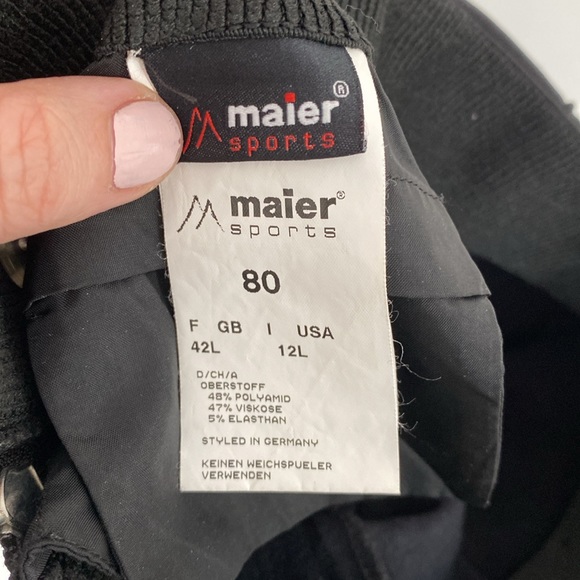 maier®
sports
maier®
sports
80
F GB I USA
42L 12L
D/CH/A
OBERSTOFF
48% POLYAMID
47% VISKOSE
5% ELASTHAN
STYLED IN GERMANY
KEINEN WEICHSPUELER
VERWENDEN